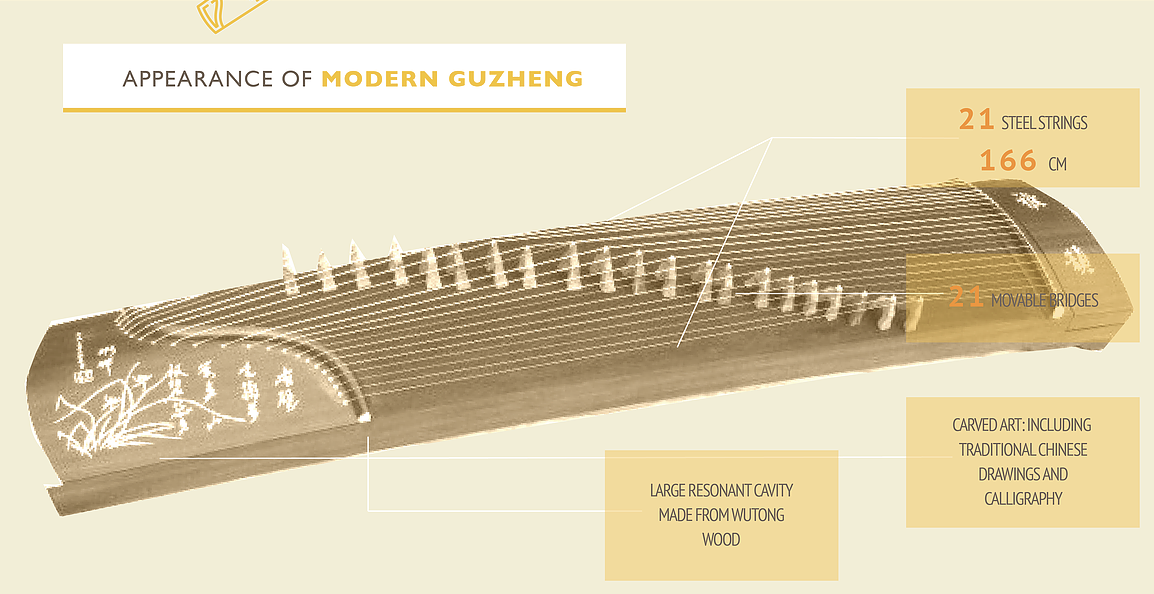 APPEARANCE OF MODERN GUZHENG
21 STEEL STRINGS
166 CM
21 MOVABLE BRIDGES
CARVED ART: INCLUDING
TRADITIONAL CHINESE
DRAWINGS AND
CALLIGRAPHY
LARGE RESONANT CAVITY
MADE FROM WUTONG
WOOD